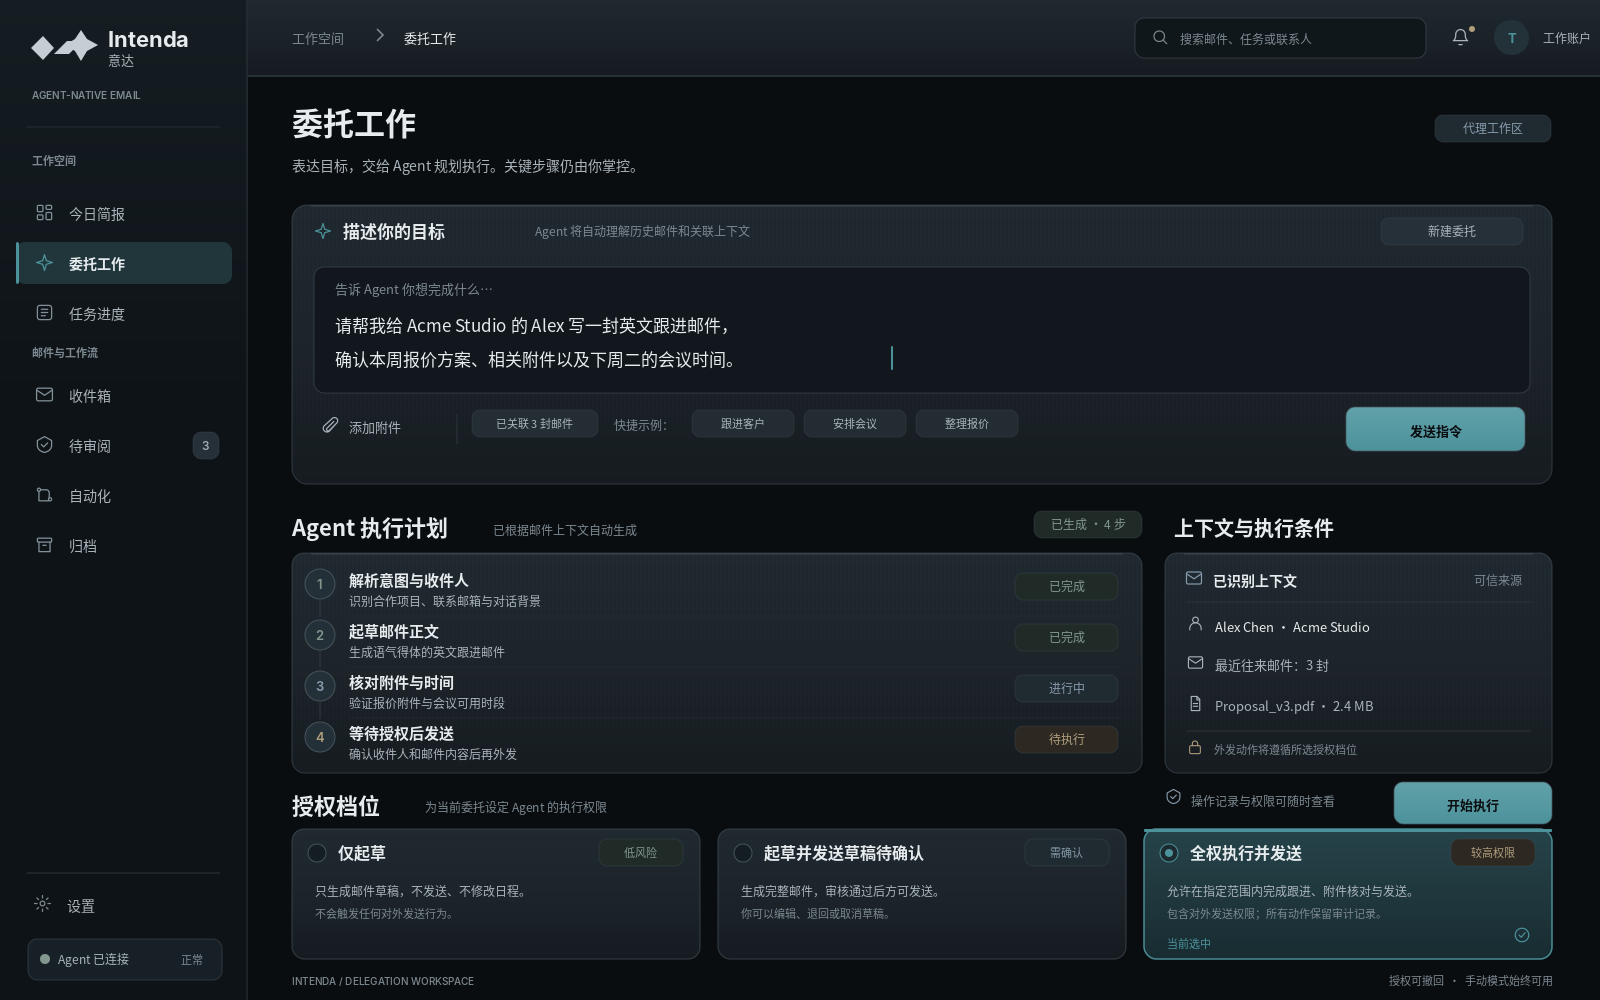 Intenda
意达
AGENT-NATIVE EMAIL
工作空间
今日简报
委托工作
任务进度
邮件与工作流
收件箱
待审阅
3
自动化
归档
设置
Agent 已连接
正常
工作空间
委托工作
搜索邮件、任务或联系人
T
工作账户
委托工作
表达目标，交给 Agent 规划执行。关键步骤仍由你掌控。
代理工作区
描述你的目标
Agent 将自动理解历史邮件和关联上下文
新建委托
告诉 Agent 你想完成什么…
请帮我给 Acme Studio 的 Alex 写一封英文跟进邮件，
确认本周报价方案、相关附件以及下周二的会议时间。
添加附件
已关联 3 封邮件
快捷示例：
跟进客户
安排会议
整理报价
发送指令
Agent 执行计划
已根据邮件上下文自动生成
已生成 · 4 步
1
解析意图与收件人
识别合作项目、联系邮箱与对话背景
已完成
2
起草邮件正文
生成语气得体的英文跟进邮件
已完成
3
核对附件与时间
验证报价附件与会议可用时段
进行中
4
等待授权后发送
确认收件人和邮件内容后再外发
待执行
上下文与执行条件
已识别上下文
可信来源
Alex Chen · Acme Studio
最近往来邮件：3 封
Proposal_v3.pdf · 2.4 MB
外发动作将遵循所选授权档位
操作记录与权限可随时查看
开始执行
授权档位
为当前委托设定 Agent 的执行权限
仅起草
低风险
只生成邮件草稿，不发送、不修改日程。
不会触发任何对外发送行为。
起草并发送草稿待确认
需确认
生成完整邮件，审核通过后方可发送。
你可以编辑、退回或取消草稿。
全权执行并发送
较高权限
允许在指定范围内完成跟进、附件核对与发送。
包含对外发送权限；所有动作保留审计记录。
当前选中
INTENDA / DELEGATION WORKSPACE
授权可撤回 · 手动模式始终可用